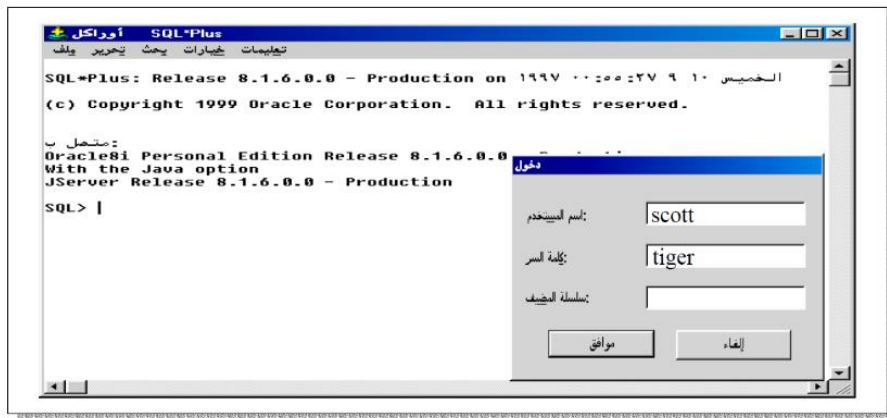 أوراكل SQL*Plus
ملف تحرير بحث خيارات تعليمات
SQL*Plus: Release 8.1.6.0.0 - Production on الخميس ١٠ ٩ ٠٠:٥٥:٢٧ ١٩٩٧
(c) Copyright 1999 Oracle Corporation. All rights reserved.
متصل ب:
Oracle8i Personal Edition Release 8.1.6.0.0
With the Java option
JServer Release 8.1.6.0.0 - Production
SQL>
دخول
اسم المستخدم: scott
كلمة السر: tiger
سلسلة المضيف:
موافق إلغاء